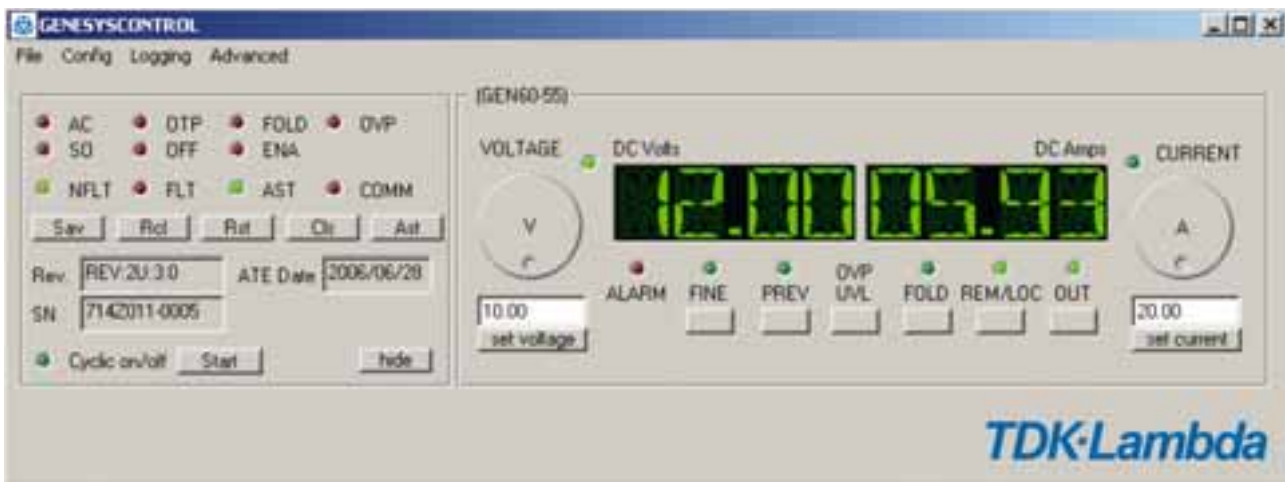 GENESYSCONTROL
File Config Logging Advanced
AC OTP FOLD OVP
SO OFF ENA
NFLT FLT AST COMM
Sav Rcl Rst Clr Ast
Rev. REV:2U:3.0 ATE Date 2006/06/28
SN 714Z011-0005
Cyclic on/off Start hide
(GEN60-55)
VOLTAGE DC Volts DC Amps CURRENT
12.00 05.93
V A
ALARM FINE PREV OVP UVL FOLD REM/LOC OUT
10.00 20.00
set voltage set current
TDK·Lambda